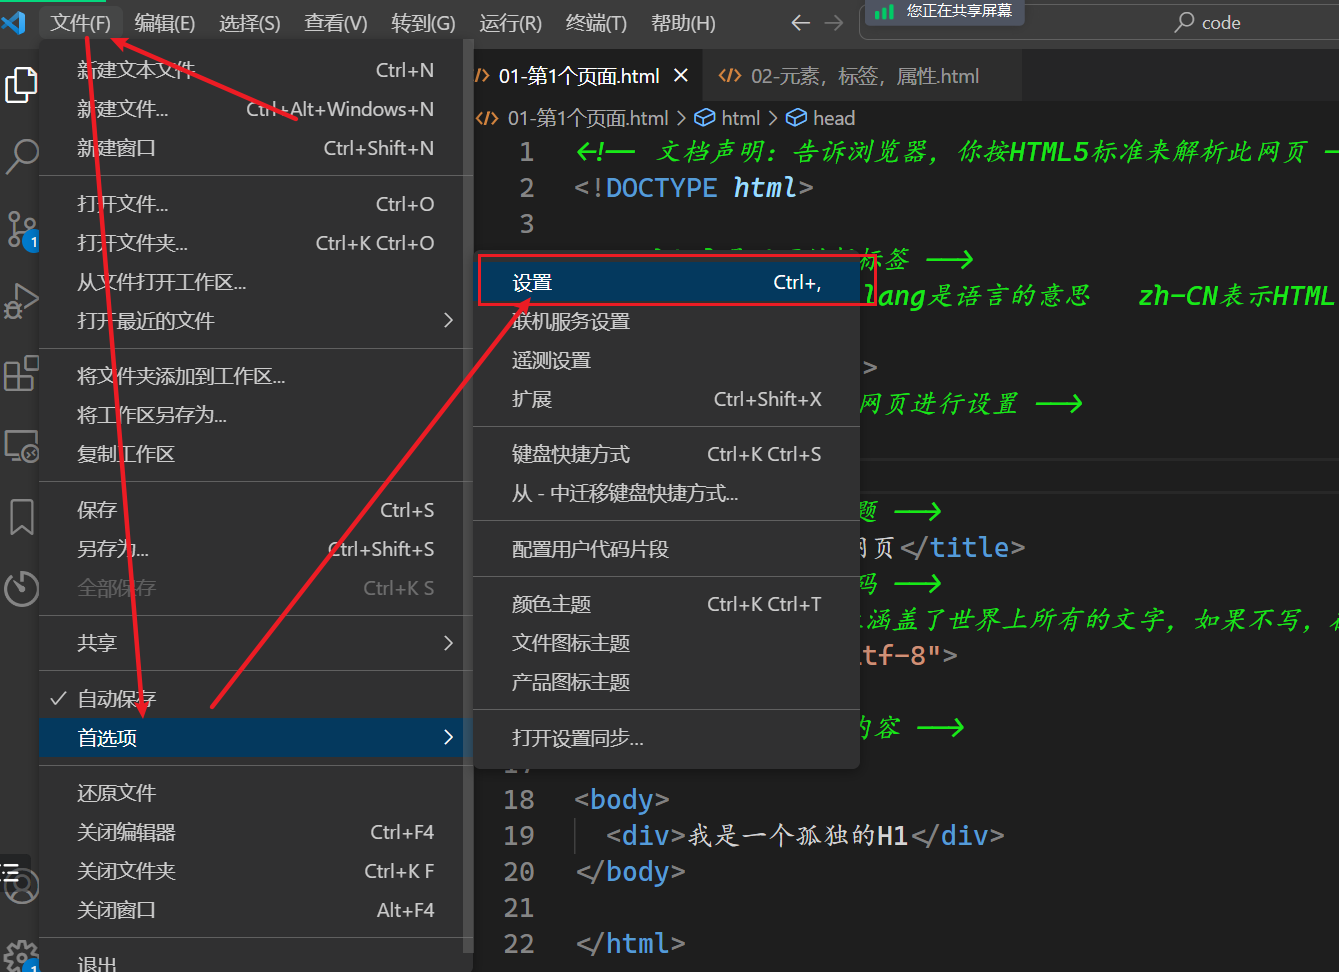 文件(F) 编辑(E) 选择(S) 查看(V) 转到(G) 运行(R) 终端(T) 帮助(H) 您正在共享屏幕 code
新建文本文件 Ctrl+N
新建文件... Ctrl+Alt+Windows+N
新建窗口 Ctrl+Shift+N
打开文件... Ctrl+O
打开文件夹... Ctrl+K Ctrl+O
从文件打开工作区...
打开最近的文件
将文件夹添加到工作区...
将工作区另存为...
复制工作区
保存 Ctrl+S
另存为... Ctrl+Shift+S
全部保存 Ctrl+K S
共享
自动保存
首选项
还原文件
关闭编辑器 Ctrl+F4
关闭文件夹 Ctrl+K F
关闭窗口 Alt+F4
退出
1
1
设置 Ctrl+,
联机服务设置
遥测设置
扩展 Ctrl+Shift+X
键盘快捷方式 Ctrl+K Ctrl+S
从 - 中迁移键盘快捷方式...
配置用户代码片段
颜色主题 Ctrl+K Ctrl+T
文件图标主题
产品图标主题
打开设置同步...
01-第1个页面.html 02-元素，标签，属性.html
01-第1个页面.html > html > head
1 <!-- 文档声明：告诉浏览器，你按HTML5标准来解析此网页 -
2 <!DOCTYPE html>
3
标签 -->
lang是语言的意思 zh-CN表示HTML
>
网页进行设置 -->
题 -->
网页</title>
码 -->
涵盖了世界上所有的文字，如果不写，
tf-8">
内容 -->
17
18 <body>
19 <div>我是一个孤独的H1</div>
20 </body>
21
22 </html>